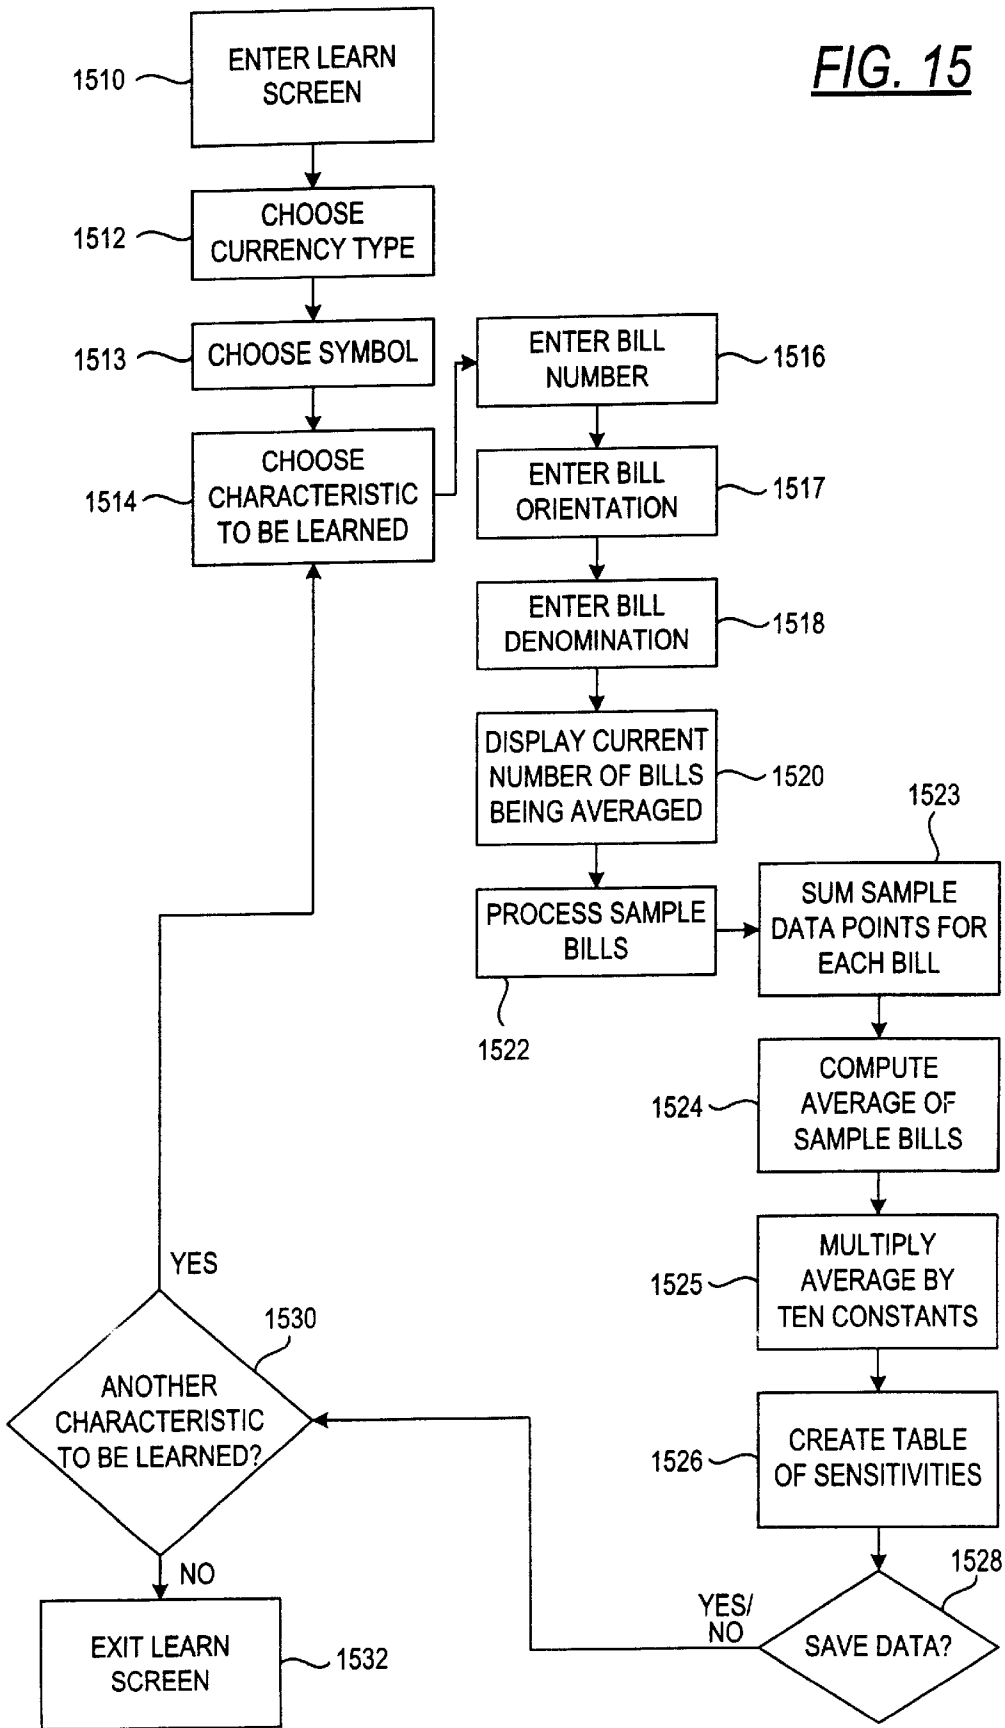 FIG. 15
1510
ENTER LEARN
SCREEN
1512
CHOOSE
CURRENCY TYPE
1513
CHOOSE SYMBOL
1514
CHOOSE
CHARACTERISTIC
TO BE LEARNED
ENTER BILL
NUMBER
1516
ENTER BILL
ORIENTATION
1517
ENTER BILL
DENOMINATION
1518
DISPLAY CURRENT
NUMBER OF BILLS
BEING AVERAGED
1520
PROCESS SAMPLE
BILLS
1522
1523
SUM SAMPLE
DATA POINTS FOR
EACH BILL
1524
COMPUTE
AVERAGE OF
SAMPLE BILLS
1525
MULTIPLY
AVERAGE BY
TEN CONSTANTS
1526
CREATE TABLE
OF SENSITIVITIES
1528
SAVE DATA?
YES/
NO
1530
ANOTHER
CHARACTERISTIC
TO BE LEARNED?
YES
NO
EXIT LEARN
SCREEN
1532